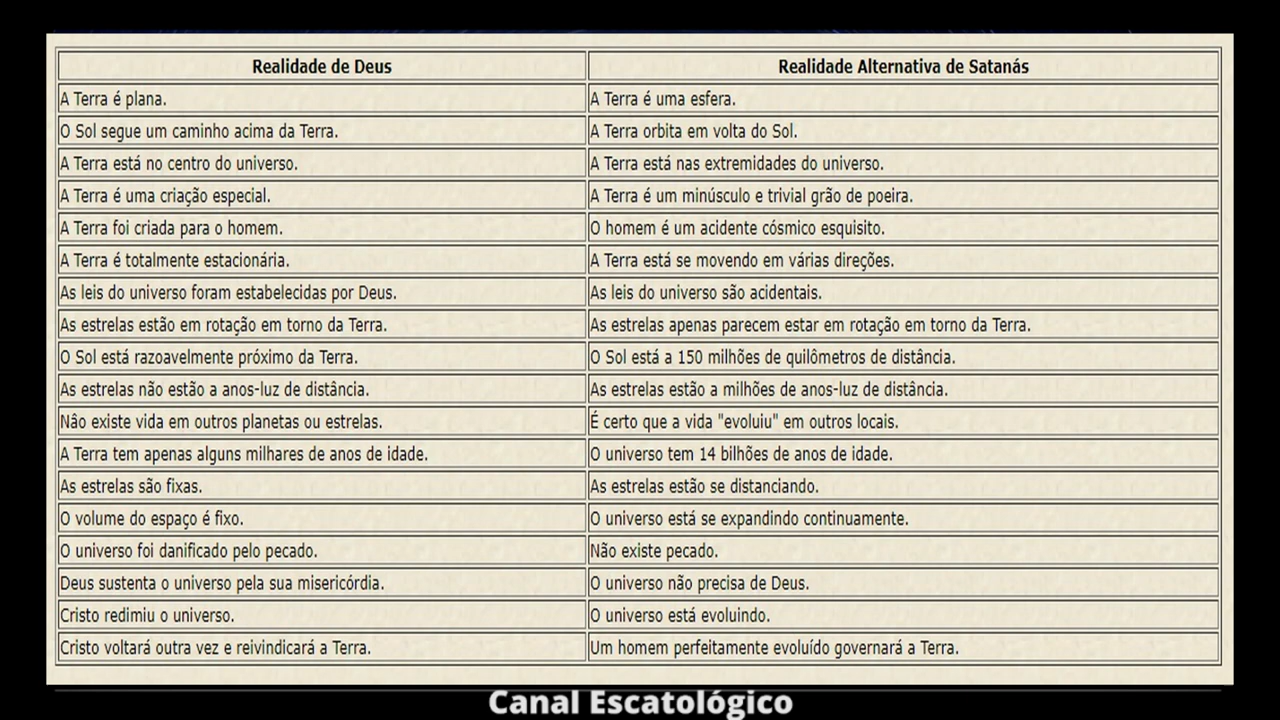 Realidade de Deus Realidade Alternativa de Satanás
A Terra é plana. A Terra é uma esfera.
O Sol segue um caminho acima da Terra. A Terra orbita em volta do Sol.
A Terra está no centro do universo. A Terra está nas extremidades do universo.
A Terra é uma criação especial. A Terra é um minúsculo e trivial grão de poeira.
A Terra foi criada para o homem. O homem é um acidente cósmico esquisito.
A Terra é totalmente estacionária. A Terra está se movendo em várias direções.
As leis do universo foram estabelecidas por Deus. As leis do universo são acidentais.
As estrelas estão em rotação em torno da Terra. As estrelas apenas parecem estar em rotação em torno da Terra.
O Sol está razoavelmente próximo da Terra. O Sol está a 150 milhões de quilômetros de distância.
As estrelas não estão a anos-luz de distância. As estrelas estão a milhões de anos-luz de distância.
Nâo existe vida em outros planetas ou estrelas. É certo que a vida "evoluiu" em outros locais.
A Terra tem apenas alguns milhares de anos de idade. O universo tem 14 bilhões de anos de idade.
As estrelas são fixas. As estrelas estão se distanciando.
O volume do espaço é fixo. O universo está se expandindo continuamente.
O universo foi danificado pelo pecado. Não existe pecado.
Deus sustenta o universo pela sua misericórdia. O universo não precisa de Deus.
Cristo redimiu o universo. O universo está evoluindo.
Cristo voltará outra vez e reivindicará a Terra. Um homem perfeitamente evoluído governará a Terra.
Canal Escatológico